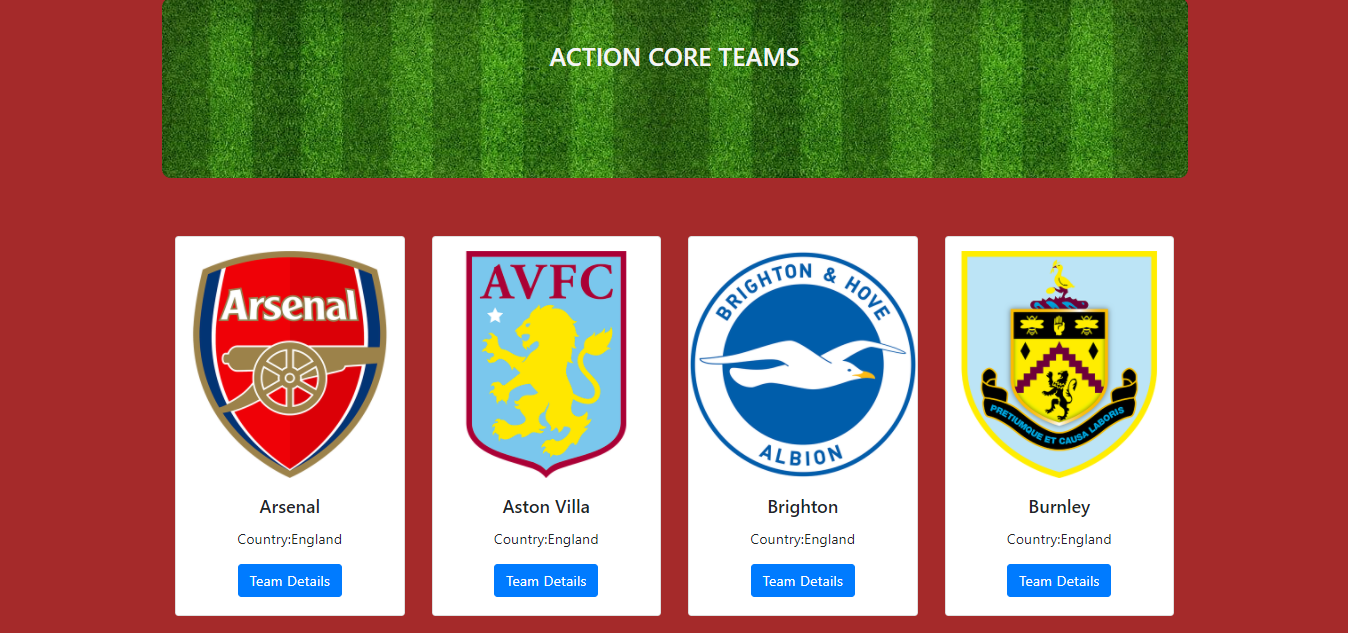 ACTION CORE TEAMS
Arsenal
AVFC
BRIGHTON & HOVE
ALBION
PRETIUMQUE ET CAUSA LABORIS
Arsenal
Aston Villa
Brighton
Burnley
Country:England
Country:England
Country:England
Country:England
Team Details
Team Details
Team Details
Team Details